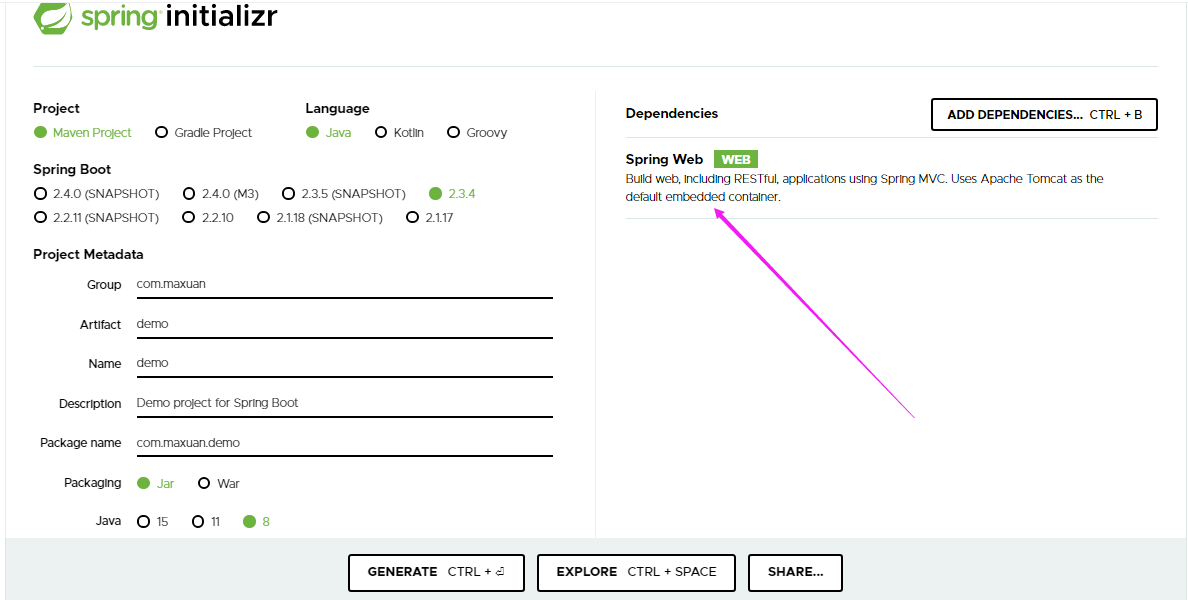 spring initializr
Project
Maven Project Gradle Project
Language
Java Kotlin Groovy
Spring Boot
2.4.0 (SNAPSHOT) 2.4.0 (M3) 2.3.5 (SNAPSHOT) 2.3.4
2.2.11 (SNAPSHOT) 2.2.10 2.1.18 (SNAPSHOT) 2.1.17
Project Metadata
Group com.maxuan
Artifact demo
Name demo
Description Demo project for Spring Boot
Package name com.maxuan.demo
Packaging Jar War
Java 15 11 8
Dependencies
ADD DEPENDENCIES... CTRL + B
Spring Web WEB
Build web, including RESTful, applications using Spring MVC. Uses Apache Tomcat as the
default embedded container.
GENERATE CTRL + ⏎
EXPLORE CTRL + SPACE
SHARE...